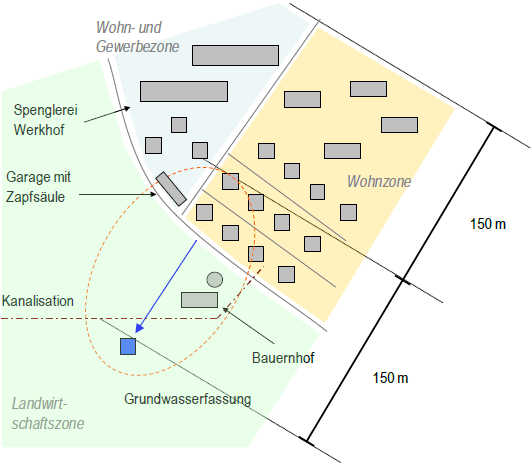 Wohn- und
Gewerbezone
Spenglerei
Werkhof
Garage mit
Zapfsäule
Wohnzone
150 m
Kanalisation
Bauernhof
150 m
Grundwasserfassung
Landwirt-
schaftszone